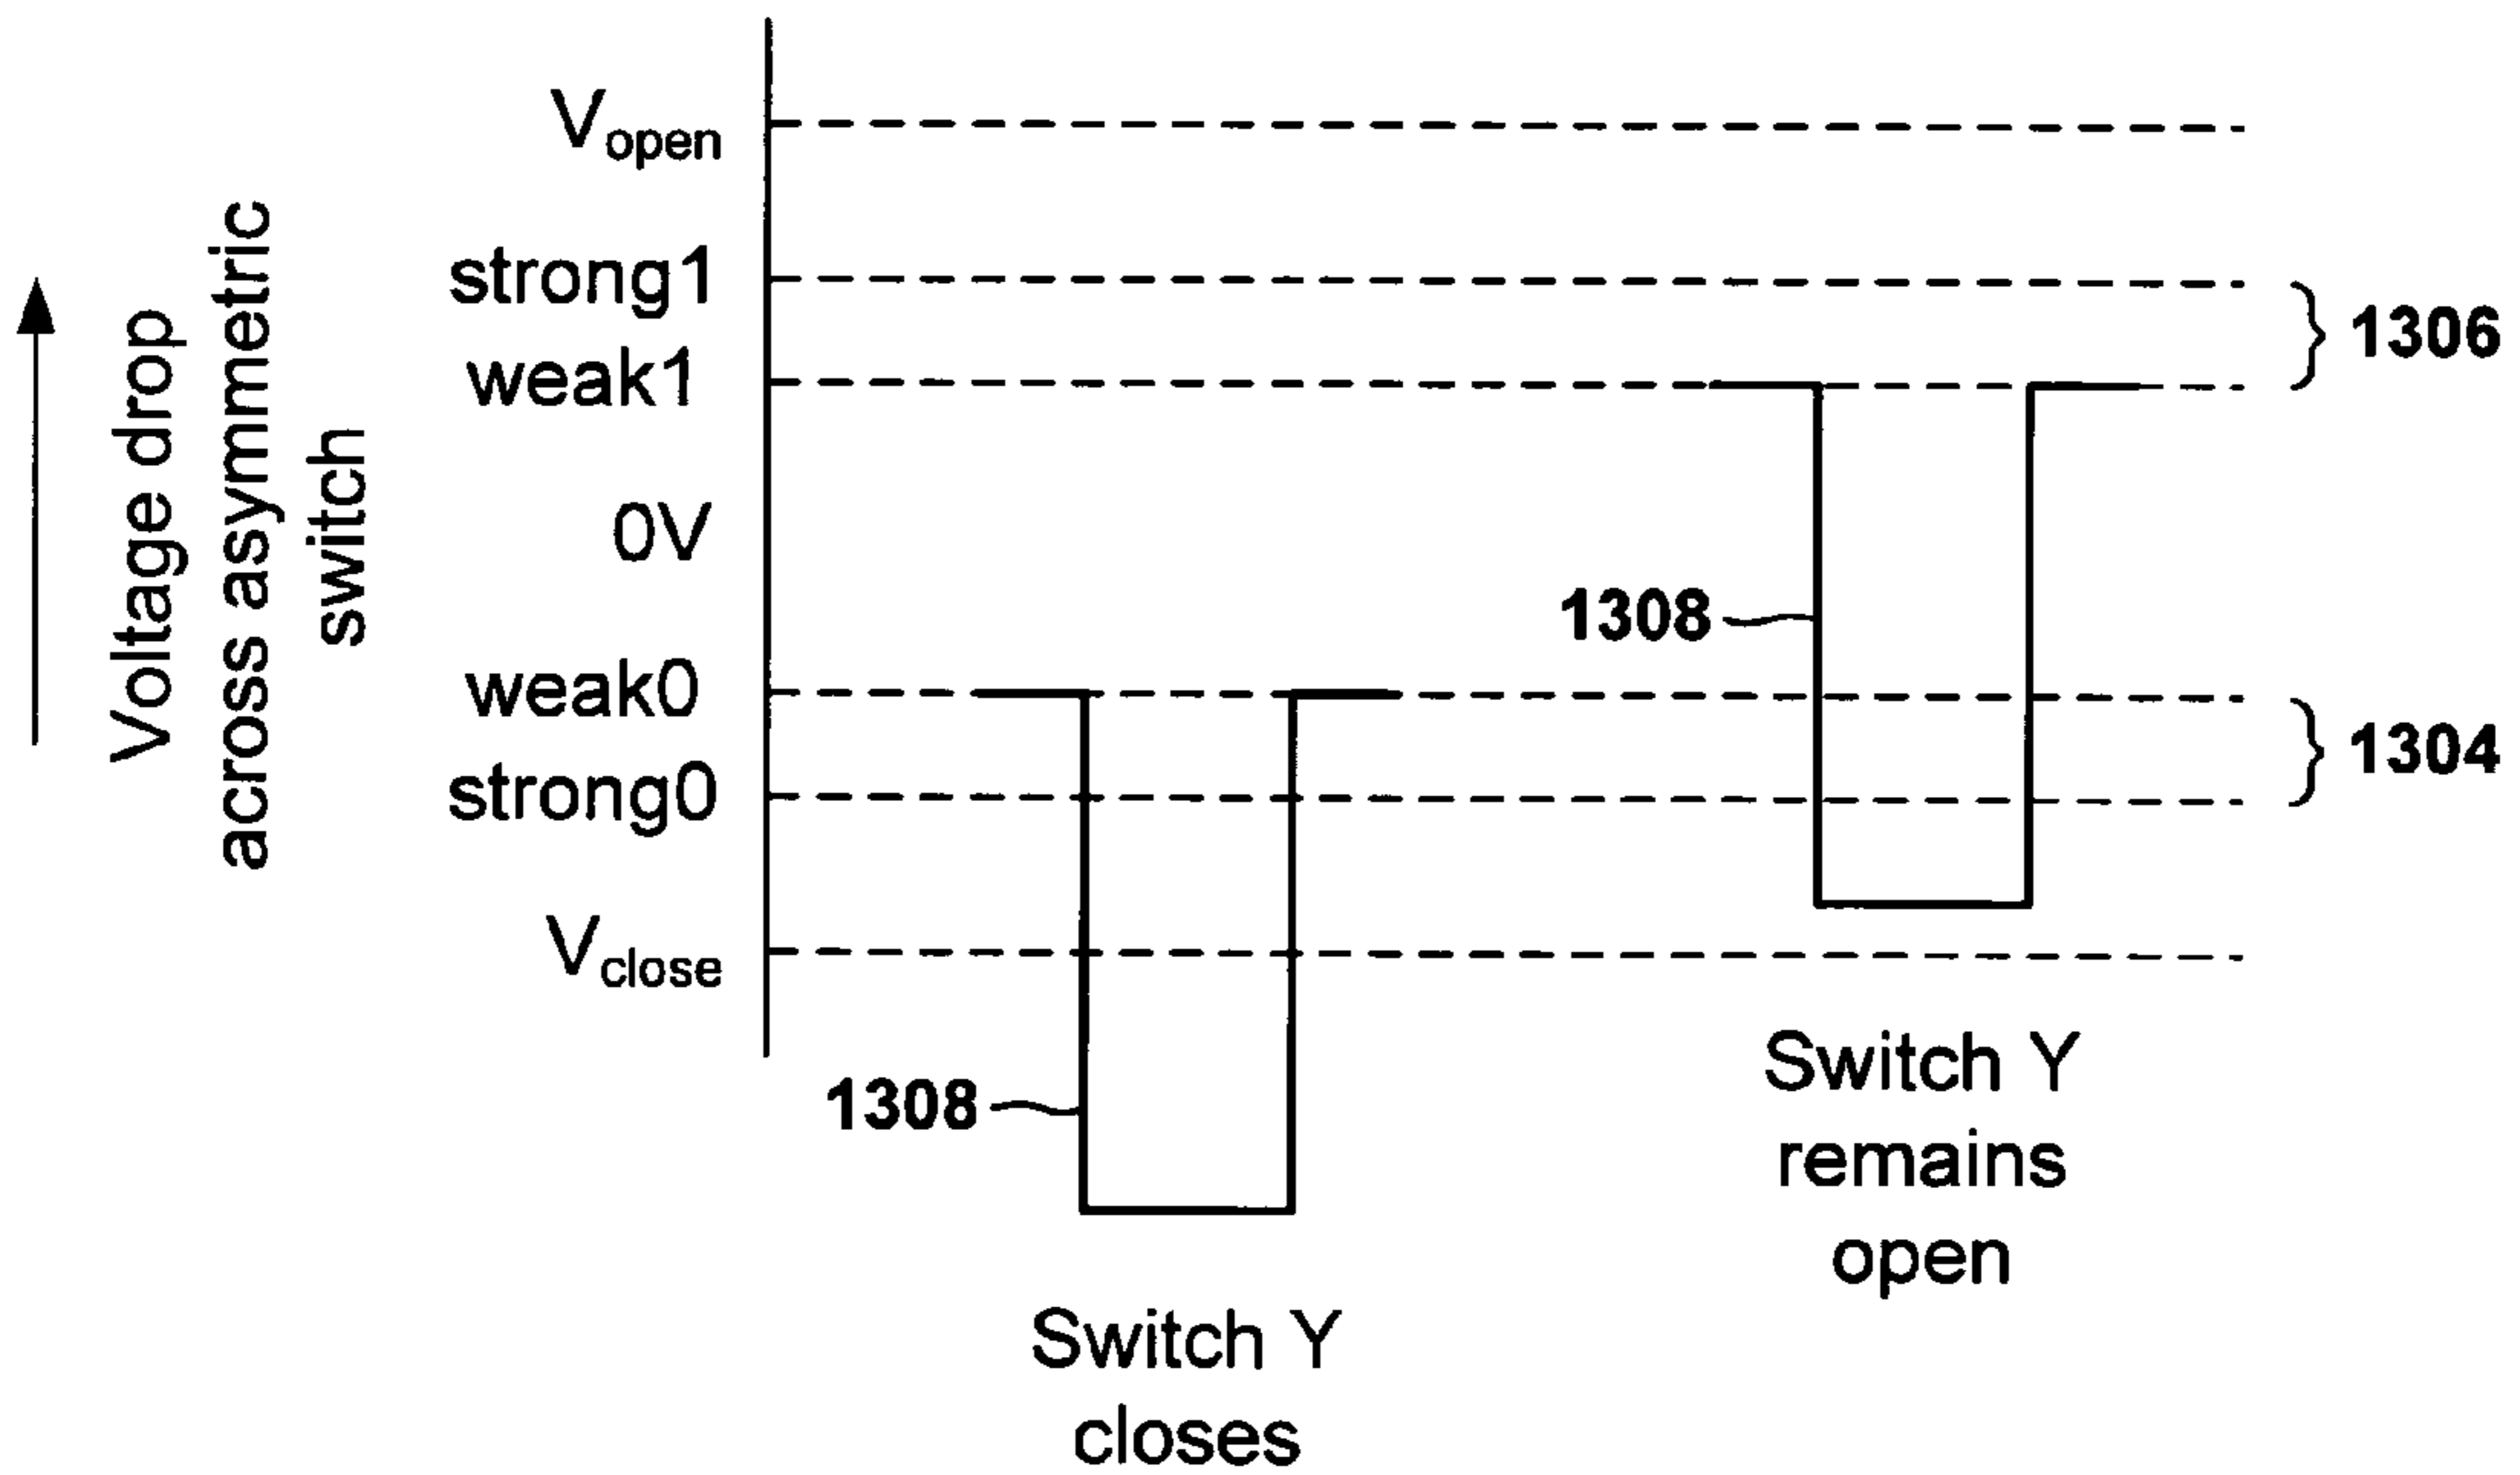 Voltage drop
across asymmetric
switch
Vopen
strong1
weak1
0V
weak0
strong0
Vclose
1306
1308
1304
1308
Switch Y
remains
open
Switch Y
closes